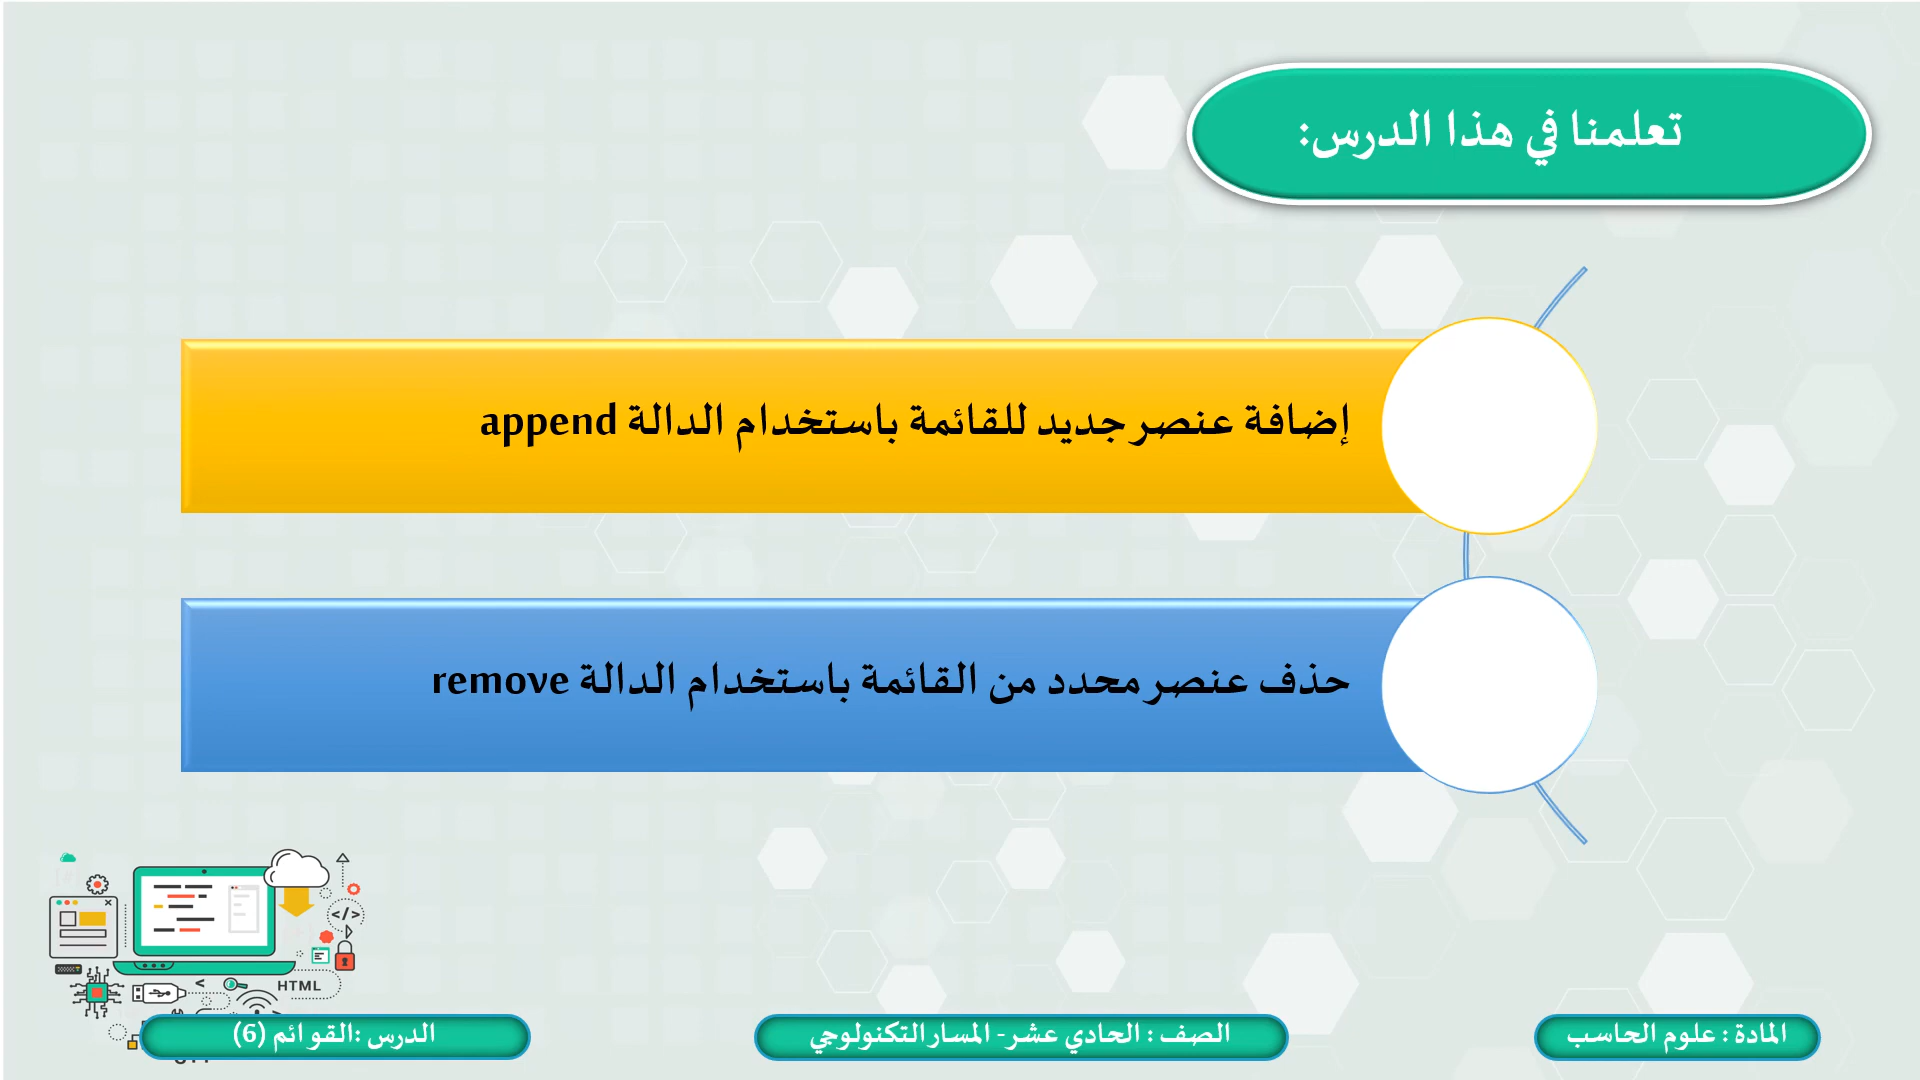 تعلمنا في هذا الدرس:
إضافة عنصر جديد للقائمة باستخدام الدالة append
حذف عنصر محدد من القائمة باستخدام الدالة remove
</>
HTML
المادة : علوم الحاسب
الصف : الحادي عشر- المسار التكنولوجي
الدرس :القوائم (6)